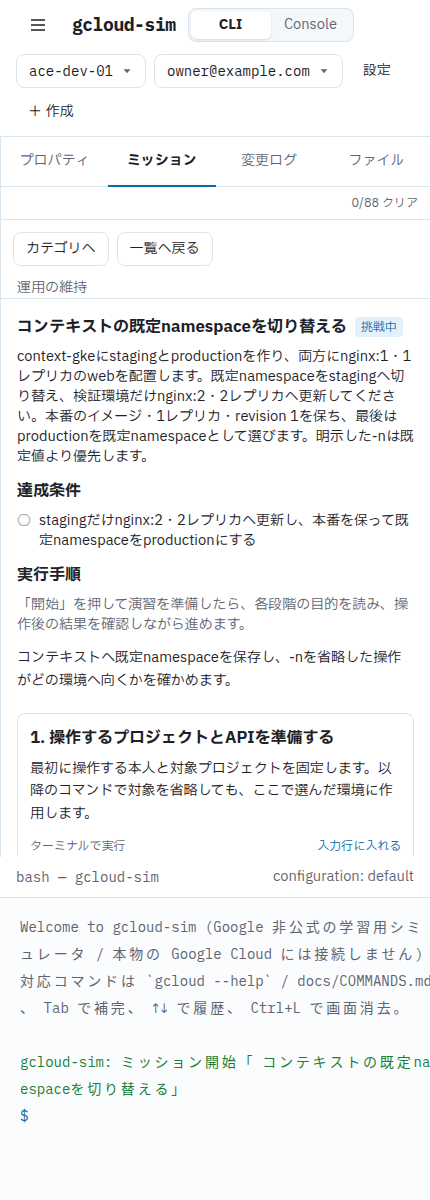 gcloud-sim CLI Console
ace-dev-01 owner@example.com 設定
＋ 作成
プロパティ ミッション 変更ログ ファイル
0/88 クリア
カテゴリへ 一覧へ戻る
運用の維持
コンテキストの既定namespaceを切り替える 挑戦中
context-gkeにstagingとproductionを作り、両方にnginx:1・1
レプリカのwebを配置します。既定namespaceをstagingへ切
り替え、検証環境だけnginx:2・2レプリカへ更新してくださ
い。本番のイメージ・1レプリカ・revision 1を保ち、最後は
productionを既定namespaceとして選びます。明示した-nは既
定値より優先します。
達成条件
○ stagingだけnginx:2・2レプリカへ更新し、本番を保って既
定namespaceをproductionにする
実行手順
「開始」を押して演習を準備したら、各段階の目的を読み、操
作後の結果を確認しながら進めます。
コンテキストへ既定namespaceを保存し、-nを省略した操作
がどの環境へ向くかを確かめます。
1. 操作するプロジェクトとAPIを準備する
最初に操作する本人と対象プロジェクトを固定します。以
降のコマンドで対象を省略しても、ここで選んだ環境に作
用します。
ターミナルで実行 入力行に入れる
bash — gcloud-sim configuration: default
Welcome to gcloud-sim (Google 非公式の学習用シミ
ュレータ / 本物の Google Cloud には接続しません)
対応コマンドは `gcloud --help` / docs/COMMANDS.md
、 Tab で補完、 ↑↓ で履歴、 Ctrl+L で画面消去。
gcloud-sim: ミッション開始「 コンテキストの既定na
espaceを切り替える」
$